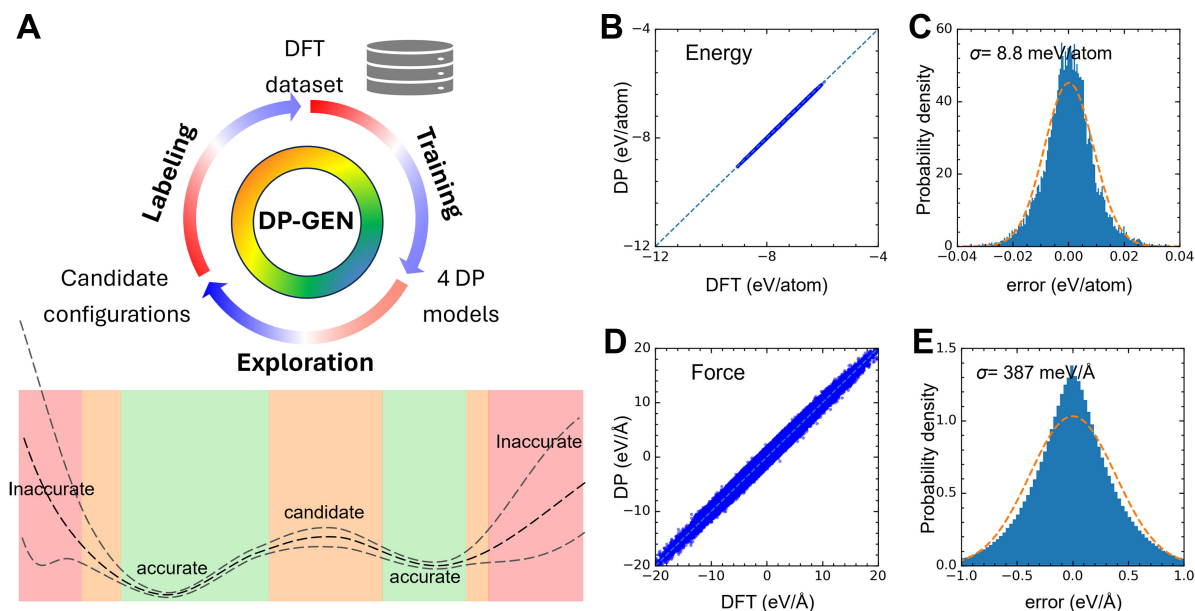 A
DFT
dataset
Labeling
Training
DP-GEN
Candidate
configurations
4 DP
models
Exploration
Inaccurate
Inaccurate
candidate
accurate
accurate
B
Energy
DP (eV/atom)
−4
−8
−12
−12
−8
−4
DFT (eV/atom)
C
σ= 8.8 meV/atom
Probability density
60
40
20
0
−0.04
−0.02
0.00
0.02
0.04
error (eV/atom)
D
Force
DP (eV/Å)
20
10
0
−10
−20
−20
−10
0
10
20
DFT (eV/Å)
E
σ= 387 meV/Å
Probability density
1.5
1.0
0.5
0.0
−1.0
−0.5
0.0
0.5
1.0
error (eV/Å)